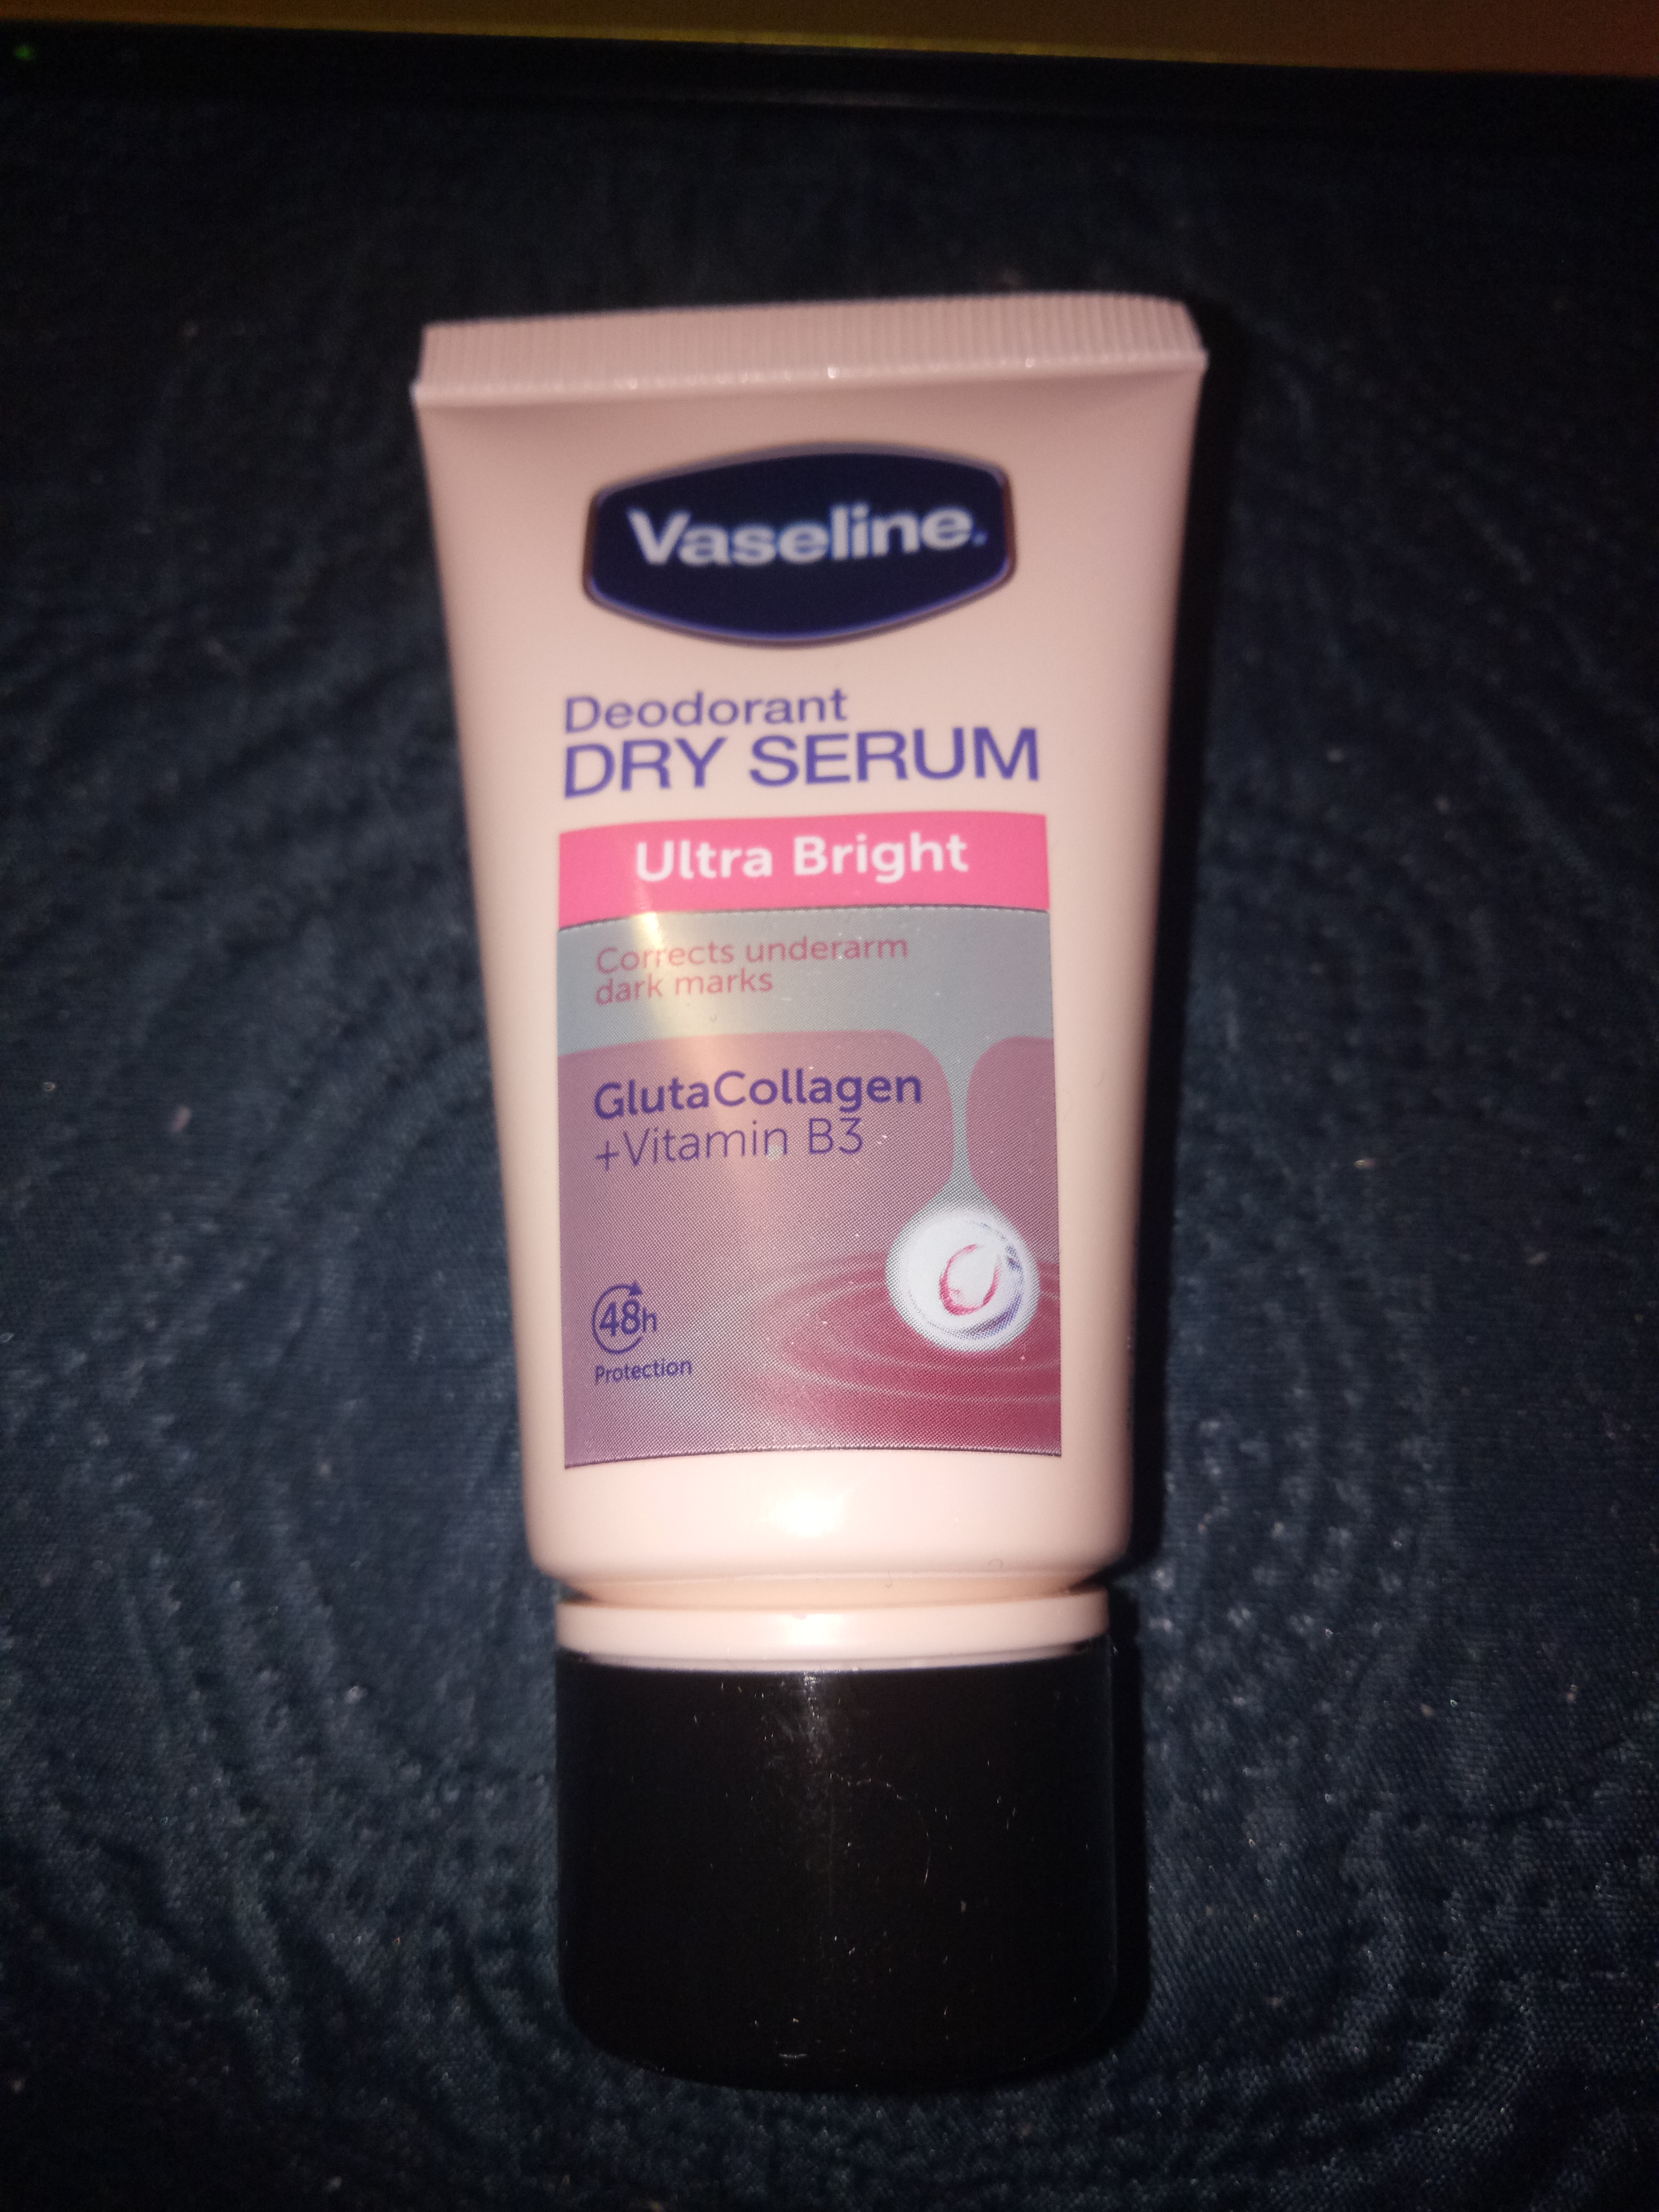 Vaseline.
Deodorant
DRY SERUM
Ultra Bright
Corrects underarm
dark marks
GlutaCollagen
+Vitamin B3
48h
Protection